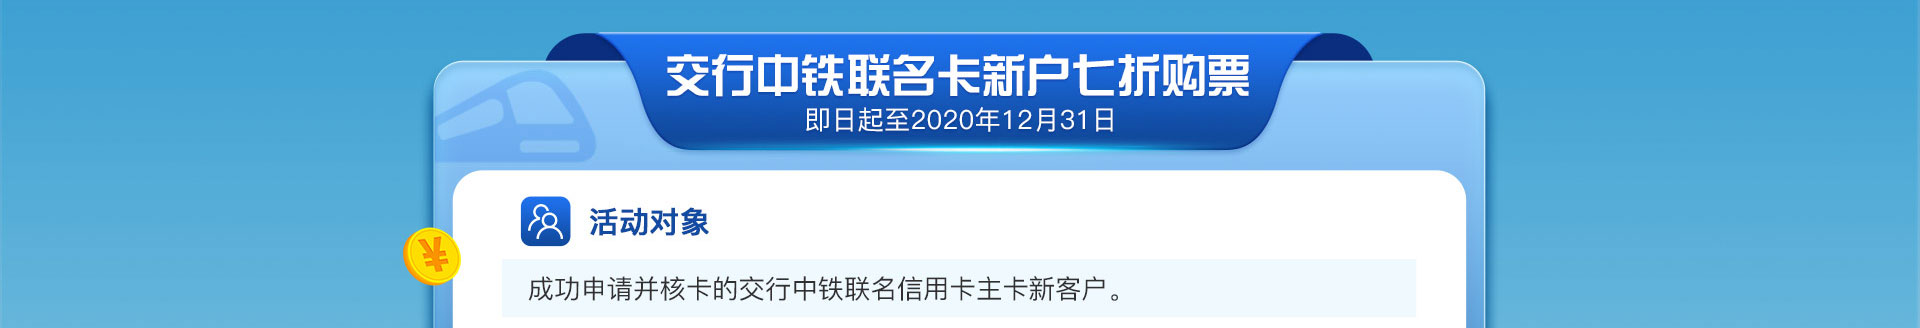 交行中铁联名卡新户七折购票
即日起至2020年12月31日
活动对象
成功申请并核卡的交行中铁联名信用卡主卡新客户。